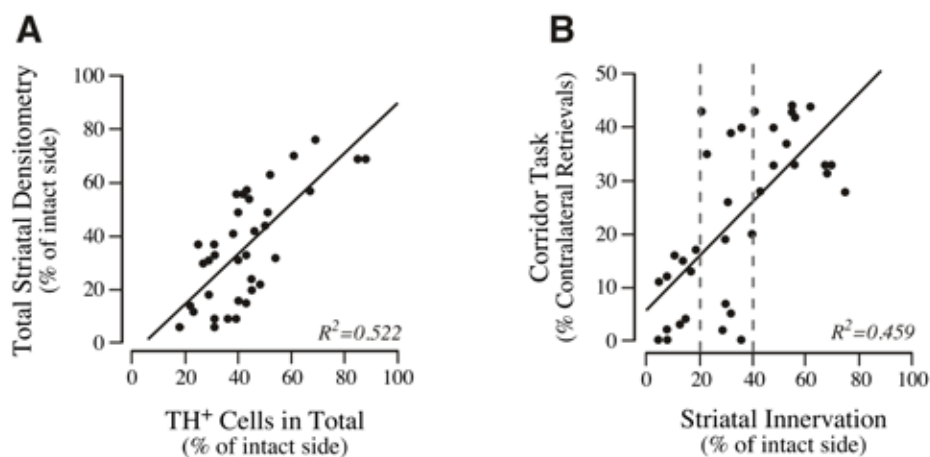 A
Total Striatal Densitometry
(% of intact side)
100
80
60
40
20
0
R²=0.522
0 20 40 60 80 100
TH⁺ Cells in Total
(% of intact side)
B
Corridor Task
(% Contralateral Retrievals)
50
40
30
20
10
0
R²=0.459
0 20 40 60 80 100
Striatal Innervation
(% of intact side)